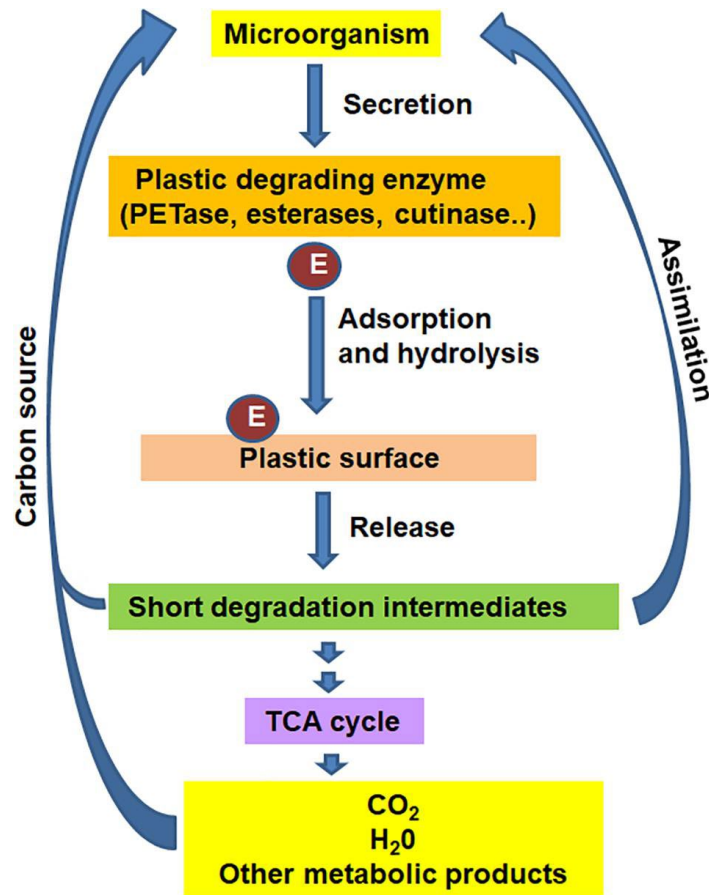 Microorganism
Secretion
Plastic degrading enzyme
(PETase, esterases, cutinase..)
E
Adsorption
and hydrolysis
E
Plastic surface
Release
Short degradation intermediates
TCA cycle
CO₂
H₂0
Other metabolic products
Carbon source
Assimilation